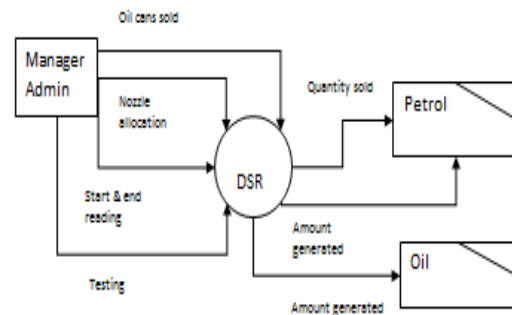 Oil cans sold
Manager
Admin
Nozzle
allocation
Quantity sold
Petrol
DSR
Start & end
reading
Amount
generated
Oil
Testing
Amount generated